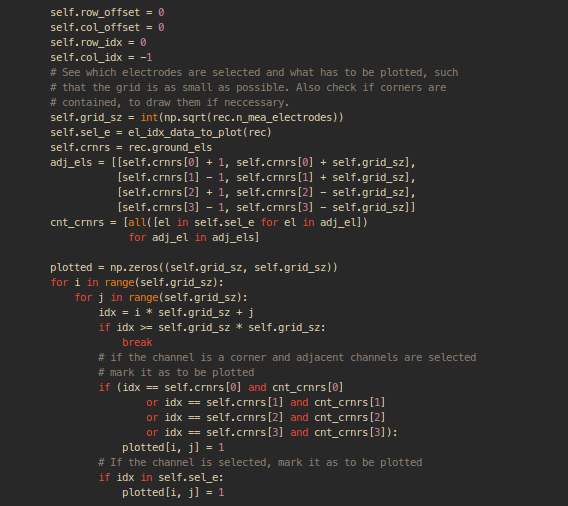 self.row_offset = 0
self.col_offset = 0
self.row_idx = 0
self.col_idx = -1
# See which electrodes are selected and what has to be plotted, such
# that the grid is as small as possible. Also check if corners are
# contained, to draw them if neccessary.
self.grid_sz = int(np.sqrt(rec.n_mea_electrodes))
self.sel_e = el_idx_data_to_plot(rec)
self.crnrs = rec.ground_els
adj_els = [[self.crnrs[0] + 1, self.crnrs[0] + self.grid_sz],
           [self.crnrs[1] - 1, self.crnrs[1] + self.grid_sz],
           [self.crnrs[2] + 1, self.crnrs[2] - self.grid_sz],
           [self.crnrs[3] - 1, self.crnrs[3] - self.grid_sz]]
cnt_crnrs = [all([el in self.sel_e for el in adj_el])
             for adj_el in adj_els]

plotted = np.zeros((self.grid_sz, self.grid_sz))
for i in range(self.grid_sz):
    for j in range(self.grid_sz):
        idx = i * self.grid_sz + j
        if idx >= self.grid_sz * self.grid_sz:
            break
        # if the channel is a corner and adjacent channels are selected
        # mark it as to be plotted
        if (idx == self.crnrs[0] and cnt_crnrs[0]
                or idx == self.crnrs[1] and cnt_crnrs[1]
                or idx == self.crnrs[2] and cnt_crnrs[2]
                or idx == self.crnrs[3] and cnt_crnrs[3]):
            plotted[i, j] = 1
        # If the channel is selected, mark it as to be plotted
        if idx in self.sel_e:
            plotted[i, j] = 1